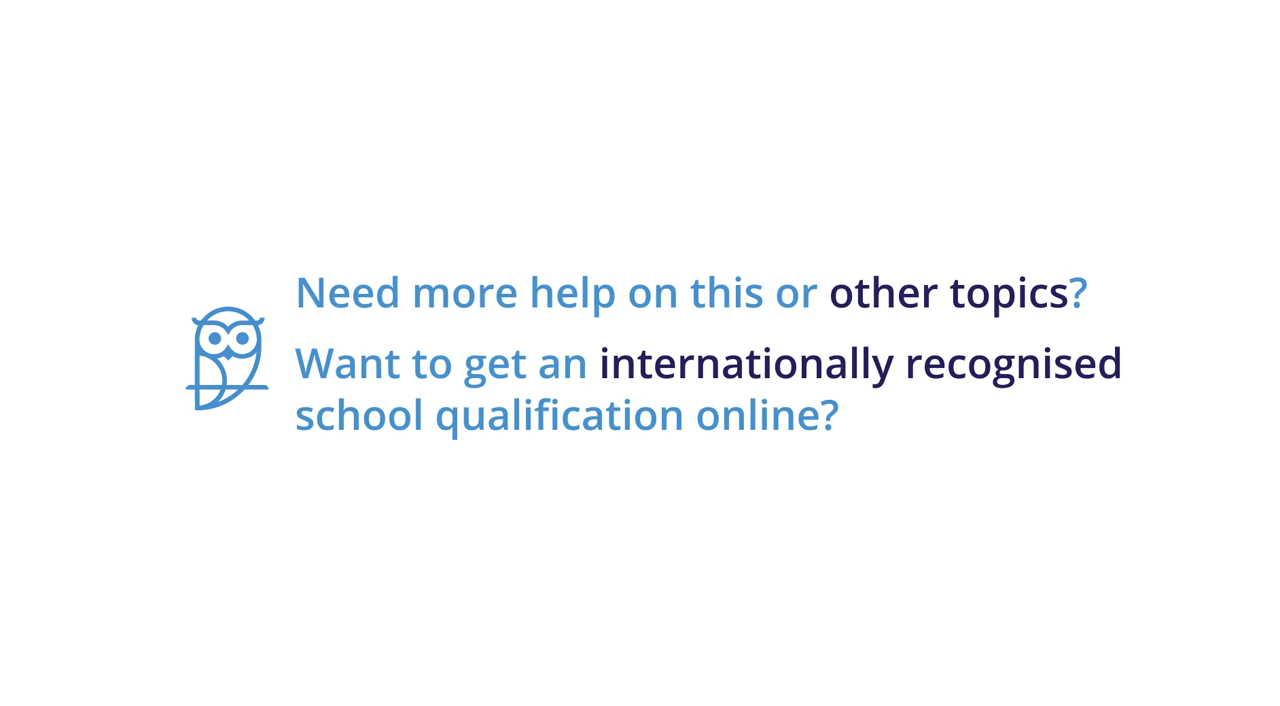 Need more help on this or other topics?
Want to get an internationally recognised
school qualification online?